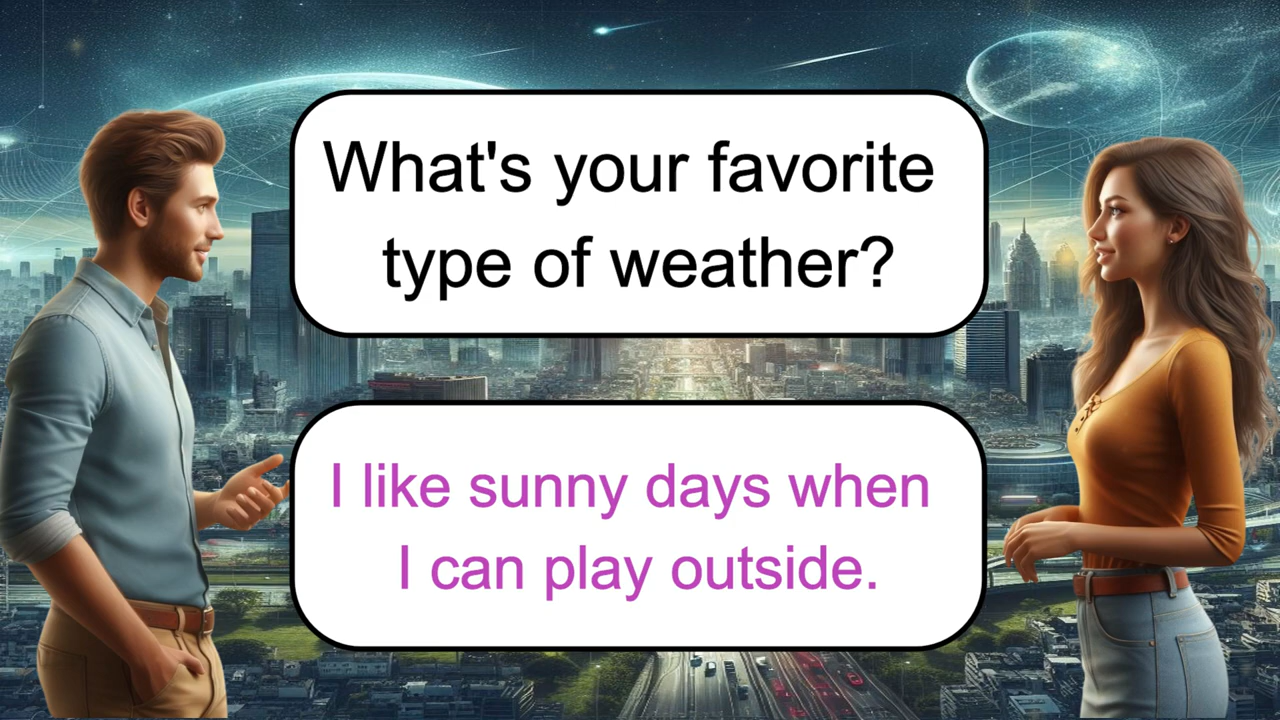 What's your favorite
type of weather?
I like sunny days when
I can play outside.